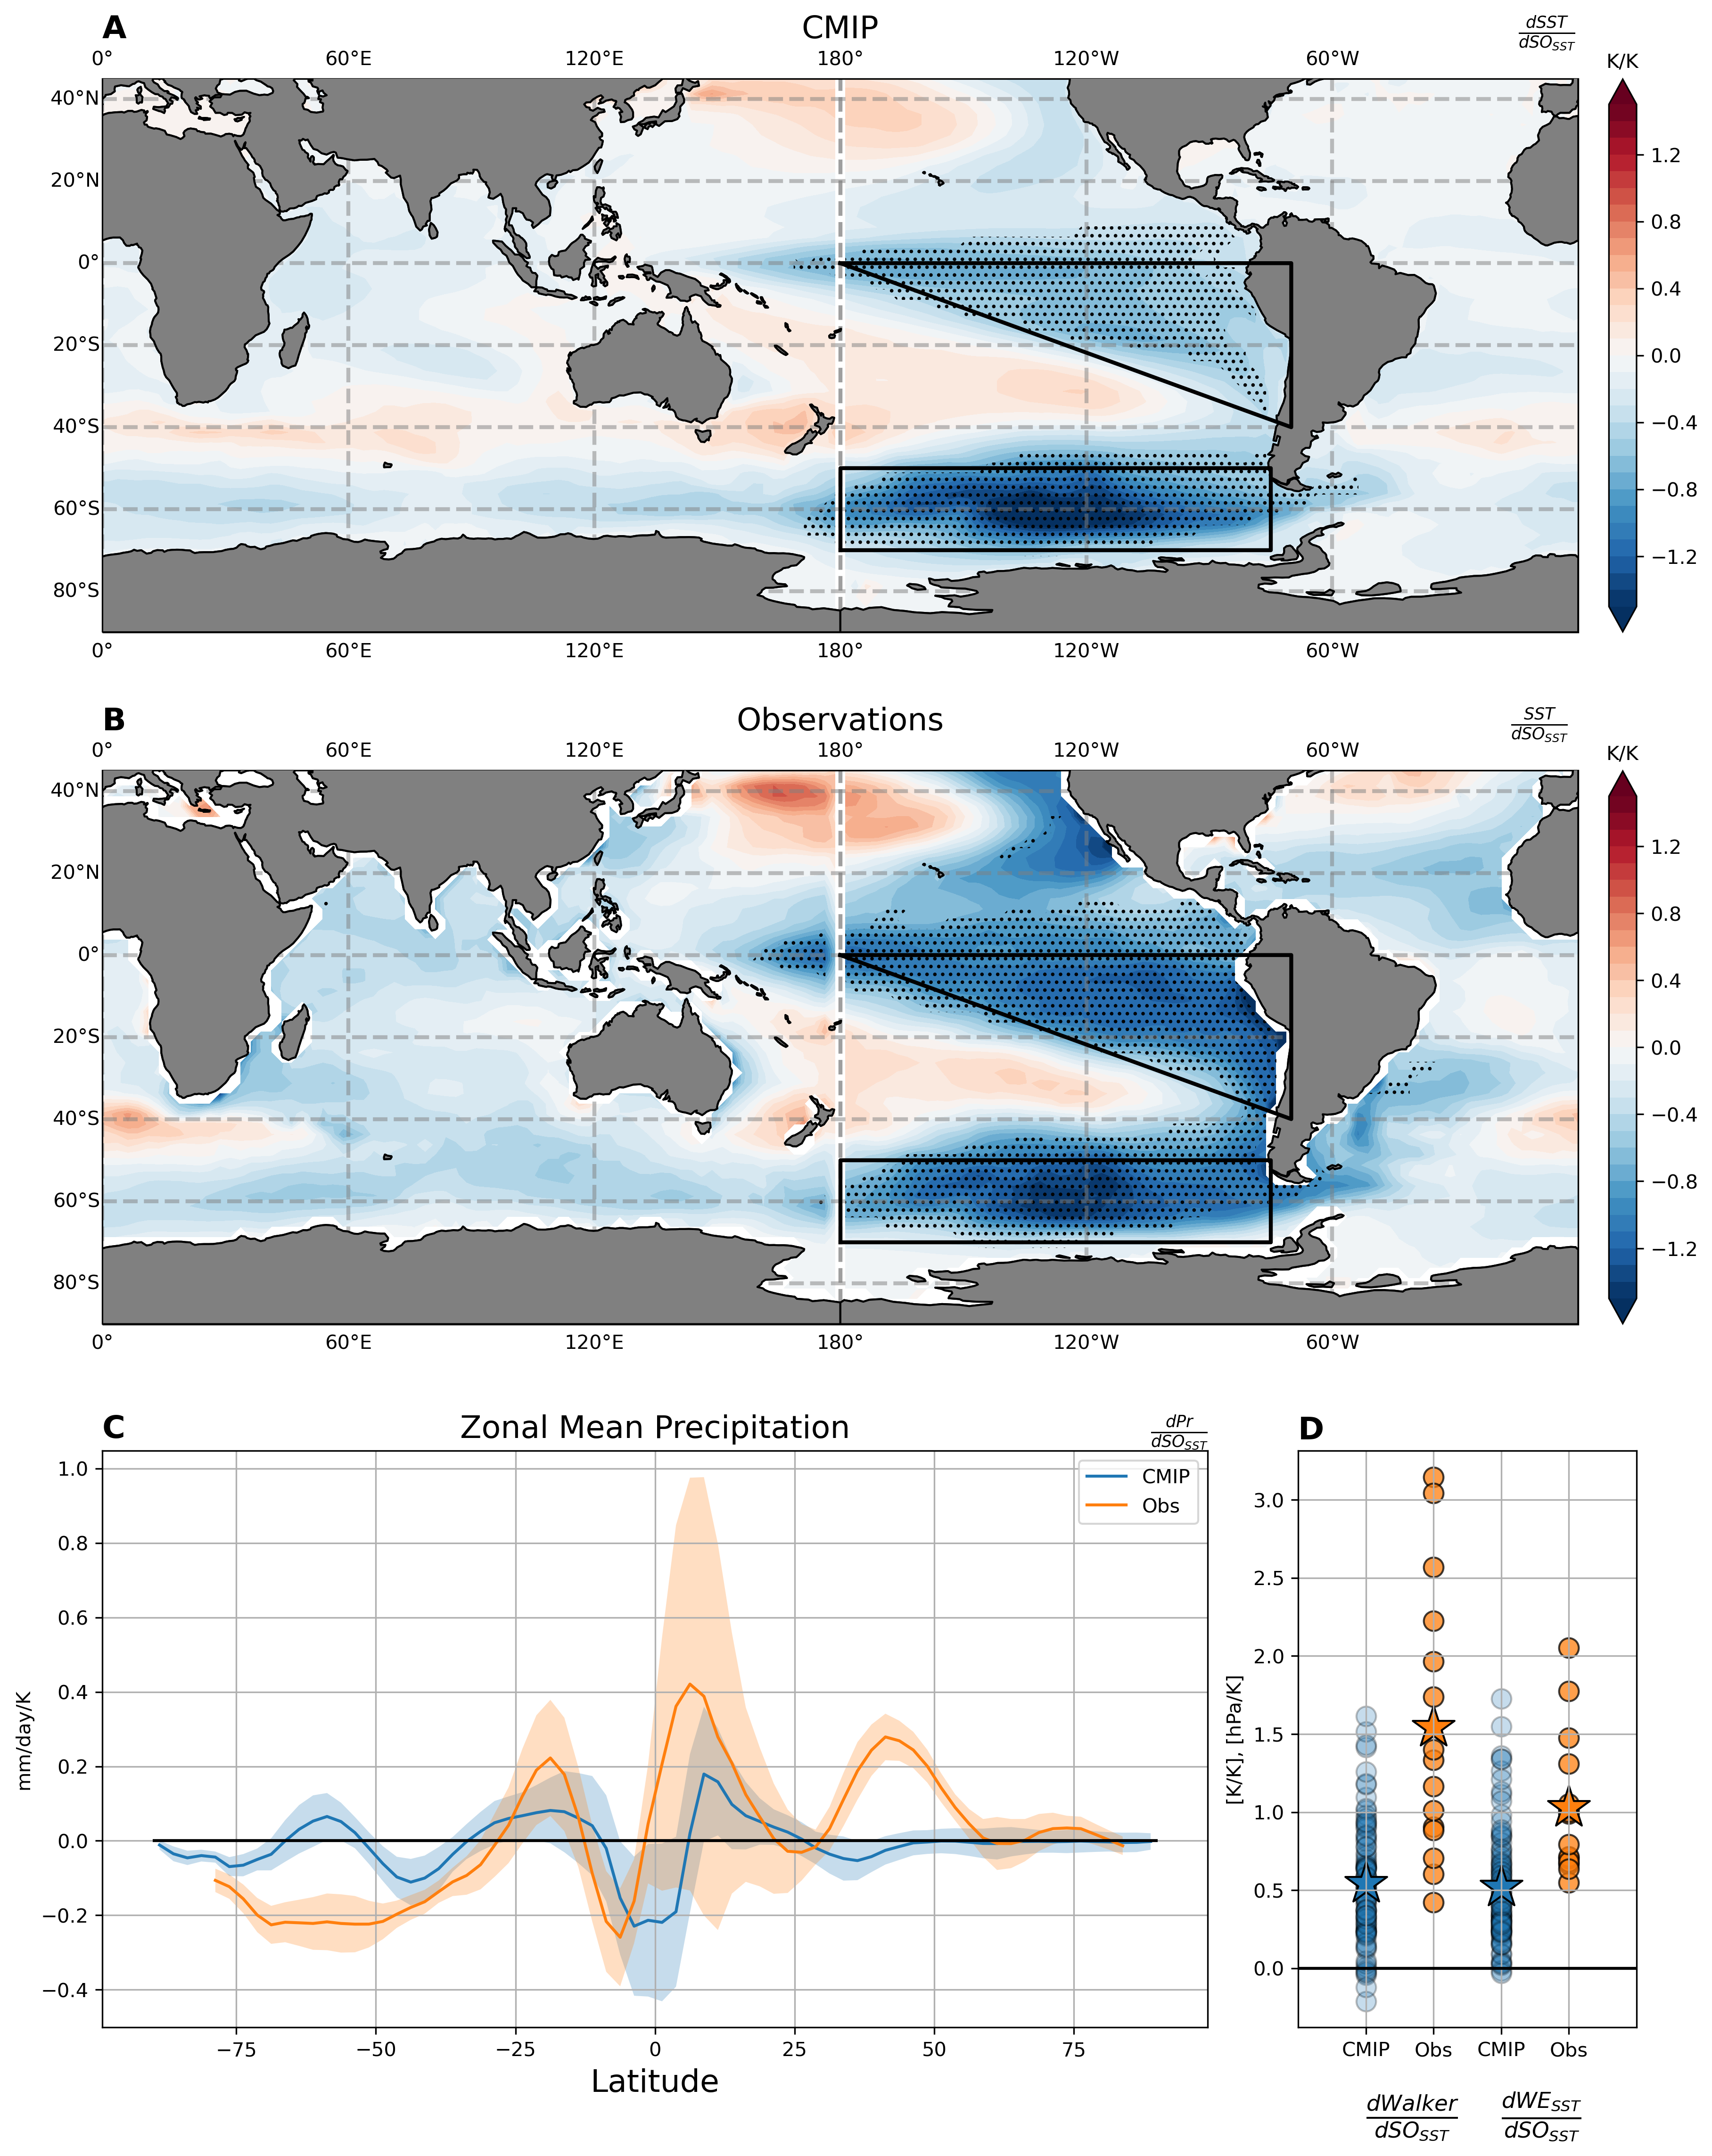 A CMIP dSST/dSO_SST
0° 60°E 120°E 180° 120°W 60°W K/K
40°N
20°N
0°
20°S
40°S
60°S
80°S
1.2
0.8
0.4
0.0
−0.4
−0.8
−1.2
0° 60°E 120°E 180° 120°W 60°W
B Observations SST/dSO_SST
0° 60°E 120°E 180° 120°W 60°W K/K
40°N
20°N
0°
20°S
40°S
60°S
80°S
1.2
0.8
0.4
0.0
−0.4
−0.8
−1.2
0° 60°E 120°E 180° 120°W 60°W
C Zonal Mean Precipitation dPr/dSO_SST
CMIP
Obs
mm/day/K
1.0
0.8
0.6
0.4
0.2
0.0
−0.2
−0.4
−75 −50 −25 0 25 50 75
Latitude
D
[K/K], [hPa/K]
3.0
2.5
2.0
1.5
1.0
0.5
0.0
CMIP Obs CMIP Obs
dWalker/dSO_SST dWE_SST/dSO_SST